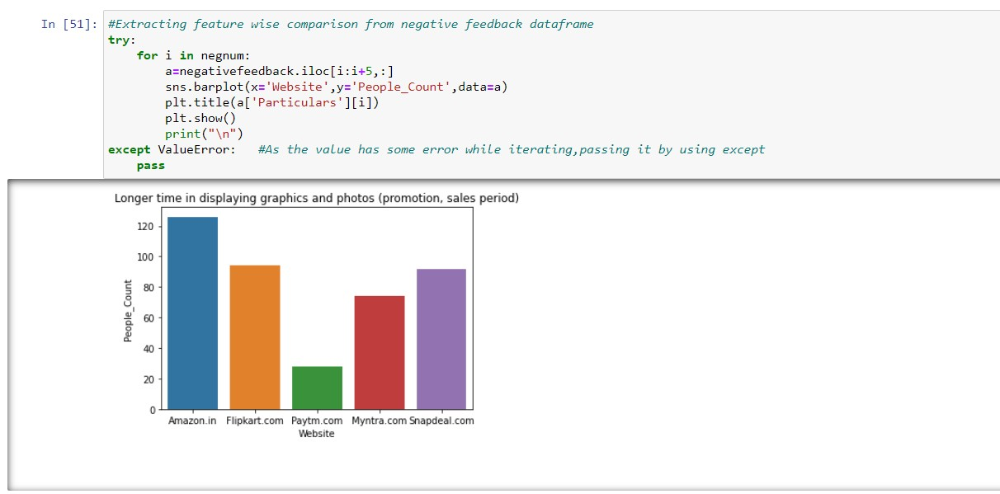 In [51]: #Extracting feature wise comparison from negative feedback dataframe
try:
    for i in negnum:
        a=negativefeedback.iloc[i:i+5,:]
        sns.barplot(x='Website',y='People_Count',data=a)
        plt.title(a['Particulars'][i])
        plt.show()
        print("\n")
except ValueError:   #As the value has some error while iterating,passing it by using except
    pass
Longer time in displaying graphics and photos (promotion, sales period)
120
100
80
60
40
20
0
People_Count
Amazon.in Flipkart.com Paytm.com Myntra.com Snapdeal.com
Website